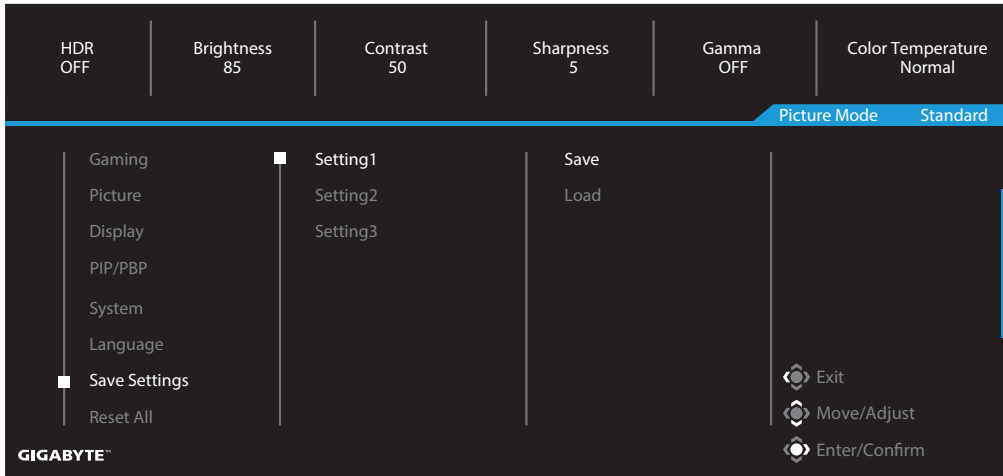 HDR
OFF
Brightness
85
Contrast
50
Sharpness
5
Gamma
OFF
Color Temperature
Normal
Picture Mode Standard
Gaming
Picture
Display
PIP/PBP
System
Language
Save Settings
Reset All
Setting1
Setting2
Setting3
Save
Load
Exit
Move/Adjust
Enter/Confirm
GIGABYTE™